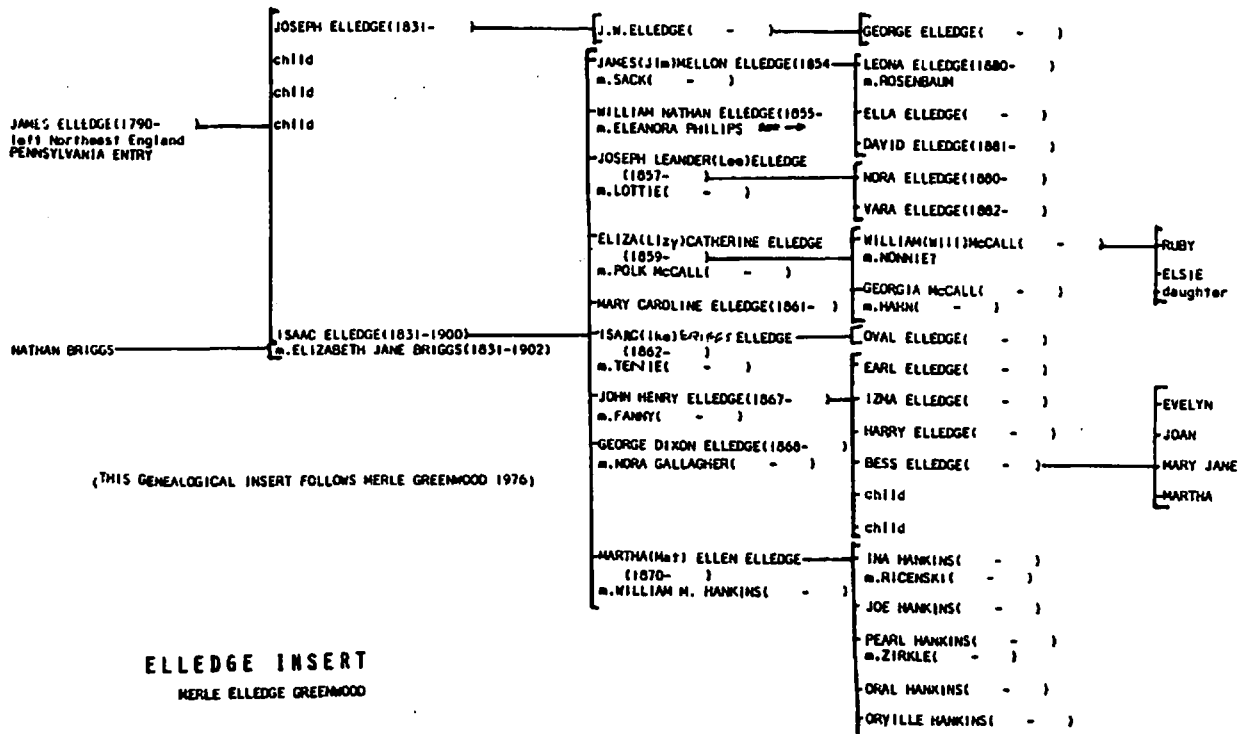 JAMES ELLEDGE(1790- )
left Northeast England
PENNSYLVANIA ENTRY
NATHAN BRIGGS
JOSEPH ELLEDGE(1831- )
child
child
child
ISAAC ELLEDGE(1831-1900)
m.ELIZABETH JANE BRIGGS(1831-1902)
J.W.ELLEDGE( - )
JAMES(Jim)MELLON ELLEDGE(1854
m.SACK( - )
WILLIAM NATHAN ELLEDGE(1855-
m.ELEANORA PHILIPS
JOSEPH LEANDER(Lee)ELLEDGE
(1857- )
m.LOTTIE( - )
ELIZA(Lizy)CATHERINE ELLEDGE
(1859- )
m.POLK McCALL( - )
MARY CAROLINE ELLEDGE(1861- )
ISAAC(Ike)BRIGGS ELLEDGE
(1862- )
m.TENNIE( - )
JOHN HENRY ELLEDGE(1867- )
m.FANNY( - )
GEORGE DIXON ELLEDGE(1868-
m.NORA GALLAGHER( - )
MARTHA(Mat) ELLEN ELLEDGE
(1870- )
m.WILLIAM M. HANKINS( - )
GEORGE ELLEDGE( - )
LEONA ELLEDGE(1880- )
m.ROSENBAUM
ELLA ELLEDGE( - )
DAVID ELLEDGE(1881- )
NORA ELLEDGE(1880- )
VARA ELLEDGE(1882- )
WILLIAM(Will)McCALL( - )
m.NONNIE?
GEORGIA McCALL( - )
m.HAHN( - )
OVAL ELLEDGE( - )
EARL ELLEDGE( - )
IZMA ELLEDGE( - )
HARRY ELLEDGE( - )
BESS ELLEDGE( - )
child
child
INA HANKINS( - )
m.RICENSKI( - )
JOE HANKINS( - )
PEARL HANKINS( - )
m.ZIRKLE( - )
ORAL HANKINS( - )
ORVILLE HANKINS( - )
RUBY
ELSIE
daughter
EVELYN
JOAN
MARY JANE
MARTHA
(THIS GENEALOGICAL INSERT FOLLOWS MERLE GREENWOOD 1976)
ELLEDGE INSERT
MERLE ELLEDGE GREENWOOD